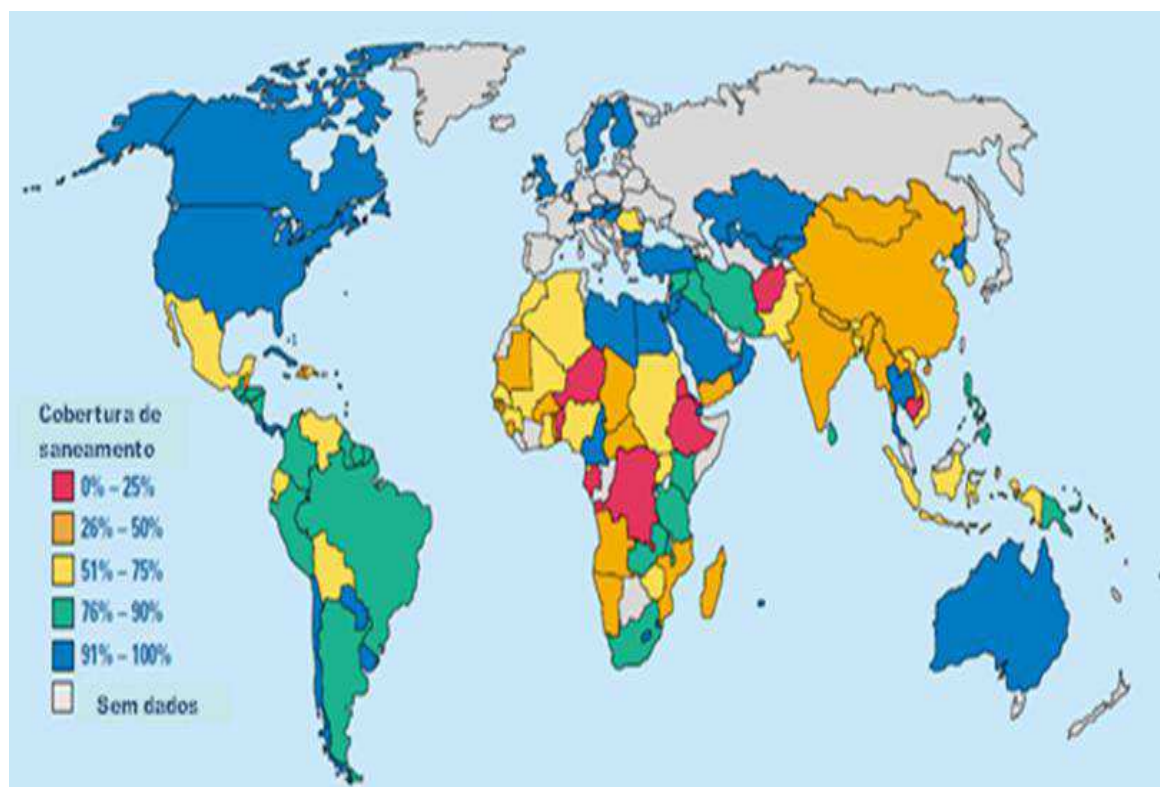 Cobertura de
saneamento
0% – 25%
26% – 50%
51% – 75%
76% – 90%
91% – 100%
Sem dados